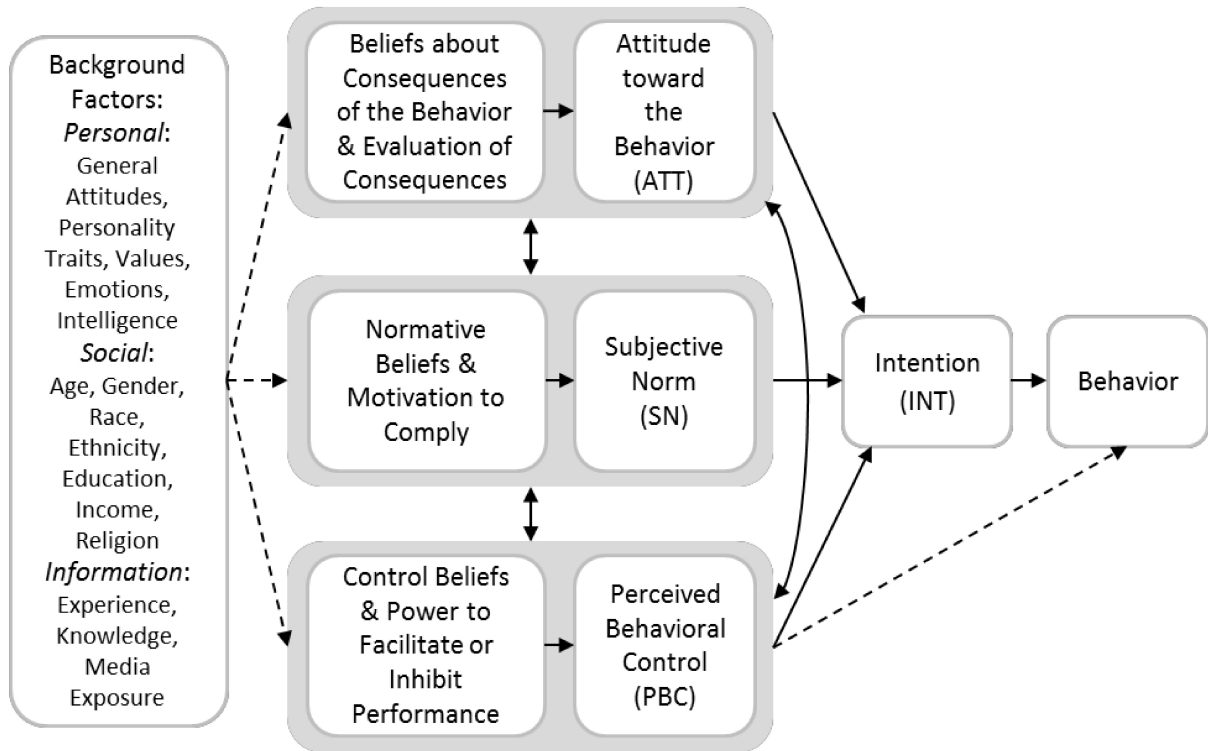 Background
Factors:
Personal:
General
Attitudes,
Personality
Traits, Values,
Emotions,
Intelligence
Social:
Age, Gender,
Race,
Ethnicity,
Education,
Income,
Religion
Information:
Experience,
Knowledge,
Media
Exposure
Beliefs about
Consequences
of the Behavior
& Evaluation of
Consequences
Attitude
toward
the
Behavior
(ATT)
Normative
Beliefs &
Motivation to
Comply
Subjective
Norm
(SN)
Control Beliefs
& Power to
Facilitate or
Inhibit
Performance
Perceived
Behavioral
Control
(PBC)
Intention
(INT)
Behavior